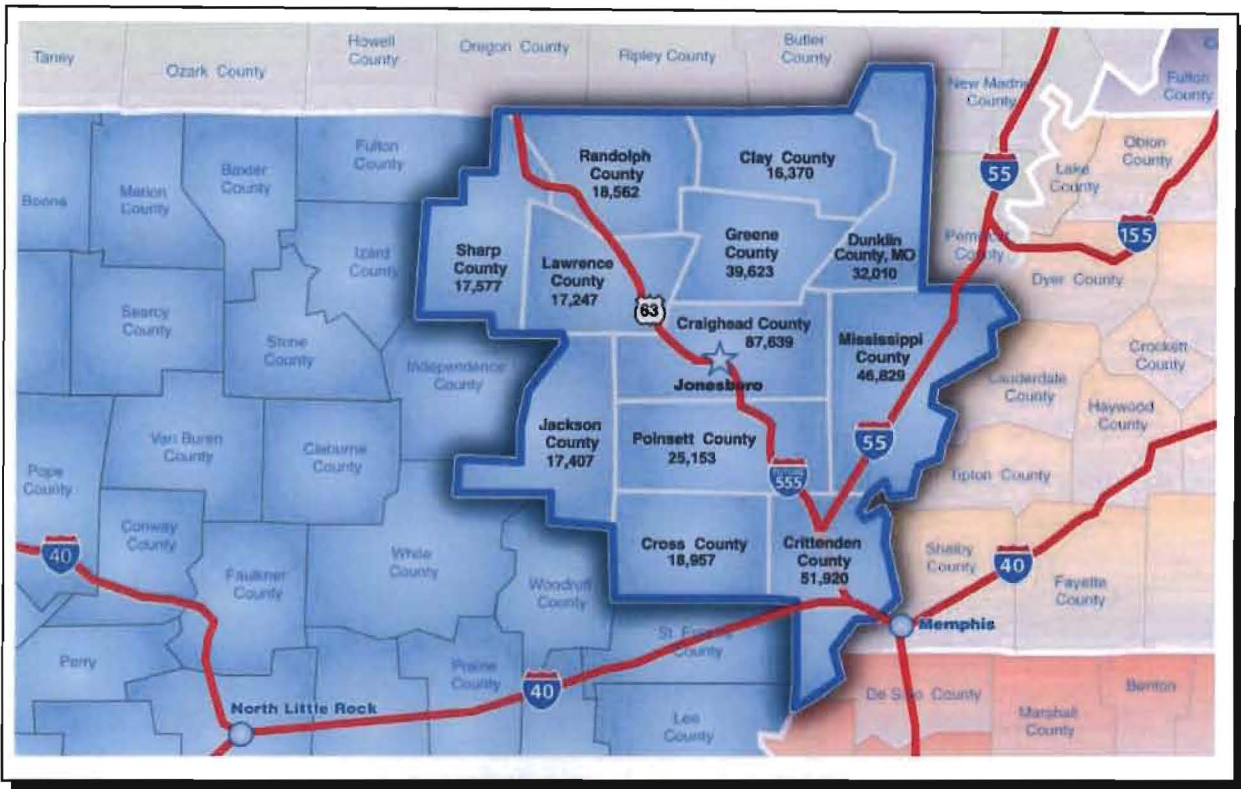 Taney
Ozark County
Howell
County
Oregon County
Ripley County
Butler
County
New Madrid
County
Fulton
County
Boone
Marion
County
Baxter
County
Fulton
County
Randolph
County
18,562
Clay County
16,370
55
Lake
County
Obion
County
Izard
County
Sharp
County
17,577
Lawrence
County
17,247
Greene
County
39,623
Dunklin
County, MO
32,010
County
155
Dyer County
Searcy
County
Stone
County
Independence
County
63
Craighead County
87,639
Jonesboro
Mississippi
County
46,829
Crockett
County
Lauderdale
County
Haywood
County
Pope
County
Van Buren
County
Cleburne
County
Jackson
County
17,407
Poinsett County
25,153
FUTURE
555
55
Tipton County
40
Conway
County
Faulkner
County
White
County
Woodruff
County
Cross County
18,957
Crittenden
County
51,920
Shelby
County
40
Fayette
County
Memphis
Perry
Prairie
County
St. Francis
County
North Little Rock
40
Lee
County
De Soto County
Marshall
County
Benton